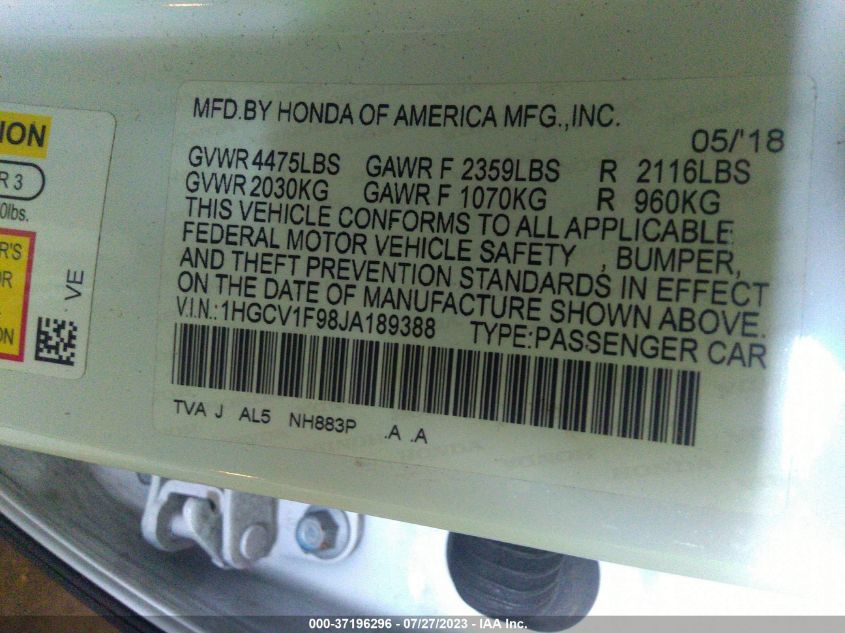 MFD.BY HONDA OF AMERICA MFG.,INC.
05/'18
GVWR 4475LBS GAWR F 2359LBS R 2116LBS
GVWR 2030KG GAWR F 1070KG R 960KG
THIS VEHICLE CONFORMS TO ALL APPLICABLE
FEDERAL MOTOR VEHICLE SAFETY , BUMPER,
AND THEFT PREVENTION STANDARDS IN EFFECT
ON THE DATE OF MANUFACTURE SHOWN ABOVE.
V.I.N.:1HGCV1F98JA189388 TYPE:PASSENGER CAR
TVA J AL5 NH883P .A .A
ION
R 3
0lbs.
R'S
OR
ON
VE
000-37196296 - 07/27/2023 - IAA Inc.